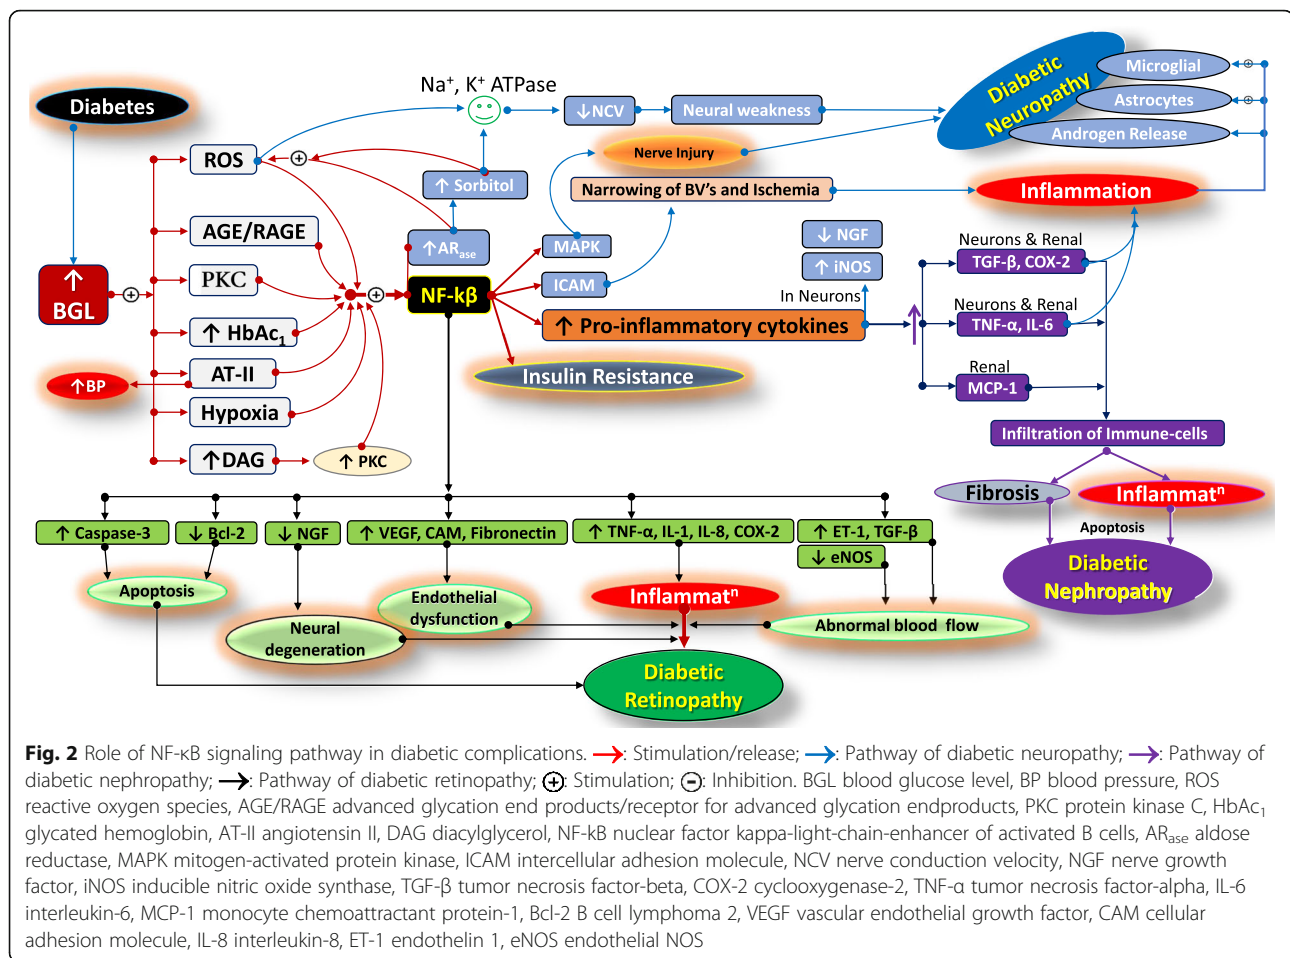 Na⁺, K⁺ ATPase
Diabetes
↓NCV
Neural weakness
Diabetic
Neuropathy
Microglial
Astrocytes
Androgen Release
ROS
+
↑ Sorbitol
Nerve Injury
Narrowing of BV's and Ischemia
Inflammation
AGE/RAGE
↑ARase
MAPK
↓ NGF
↑ iNOS
Neurons & Renal
TGF-β, COX-2
↑
BGL
+
PKC
+
NF-kβ
ICAM
In Neurons
↑ Pro-inflammatory cytokines
Neurons & Renal
TNF-α, IL-6
↑ HbAc₁
↑BP
AT-II
Insulin Resistance
Renal
MCP-1
Hypoxia
↑DAG
↑ PKC
Infiltration of Immune-cells
Fibrosis
Inflammatⁿ
Apoptosis
Diabetic
Nephropathy
↑ Caspase-3
↓ Bcl-2
↓ NGF
↑ VEGF, CAM, Fibronectin
↑ TNF-α, IL-1, IL-8, COX-2
↑ ET-1, TGF-β
↓ eNOS
Apoptosis
Neural
degeneration
Endothelial
dysfunction
Inflammatⁿ
Abnormal blood flow
Diabetic
Retinopathy
Fig. 2 Role of NF-κB signaling pathway in diabetic complications. →: Stimulation/release; →: Pathway of diabetic neuropathy; →: Pathway of
diabetic nephropathy; →: Pathway of diabetic retinopathy; ⊕: Stimulation; ⊖: Inhibition. BGL blood glucose level, BP blood pressure, ROS
reactive oxygen species, AGE/RAGE advanced glycation end products/receptor for advanced glycation endproducts, PKC protein kinase C, HbAc₁
glycated hemoglobin, AT-II angiotensin II, DAG diacylglycerol, NF-kB nuclear factor kappa-light-chain-enhancer of activated B cells, ARase aldose
reductase, MAPK mitogen-activated protein kinase, ICAM intercellular adhesion molecule, NCV nerve conduction velocity, NGF nerve growth
factor, iNOS inducible nitric oxide synthase, TGF-β tumor necrosis factor-beta, COX-2 cyclooxygenase-2, TNF-α tumor necrosis factor-alpha, IL-6
interleukin-6, MCP-1 monocyte chemoattractant protein-1, Bcl-2 B cell lymphoma 2, VEGF vascular endothelial growth factor, CAM cellular
adhesion molecule, IL-8 interleukin-8, ET-1 endothelin 1, eNOS endothelial NOS